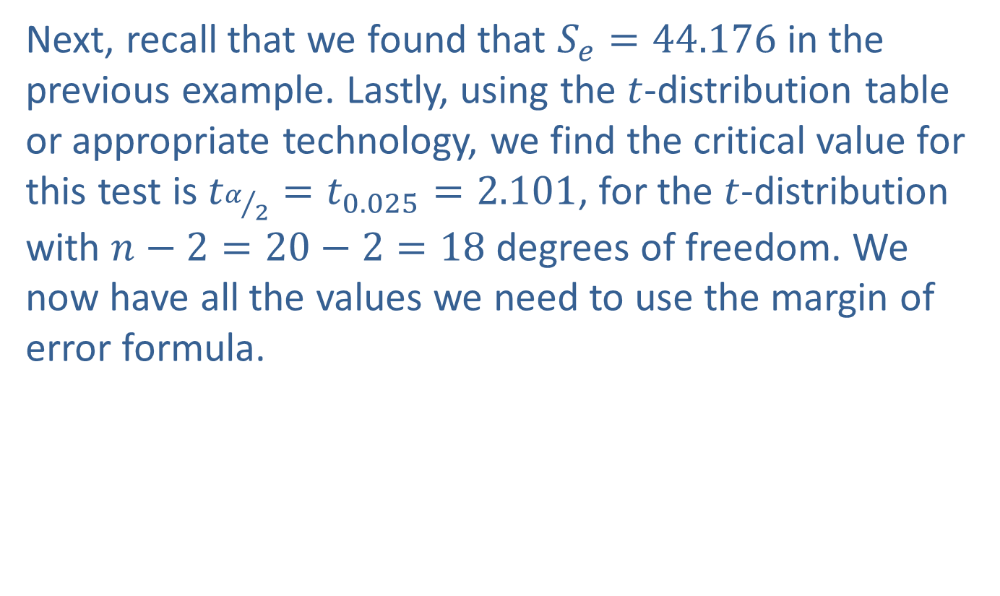 Next, recall that we found that $S_e = 44.176$ in the
previous example. Lastly, using the $t$-distribution table
or appropriate technology, we find the critical value for
this test is $t_{\alpha/2} = t_{0.025} = 2.101$, for the $t$-distribution
with $n - 2 = 20 - 2 = 18$ degrees of freedom. We
now have all the values we need to use the margin of
error formula.